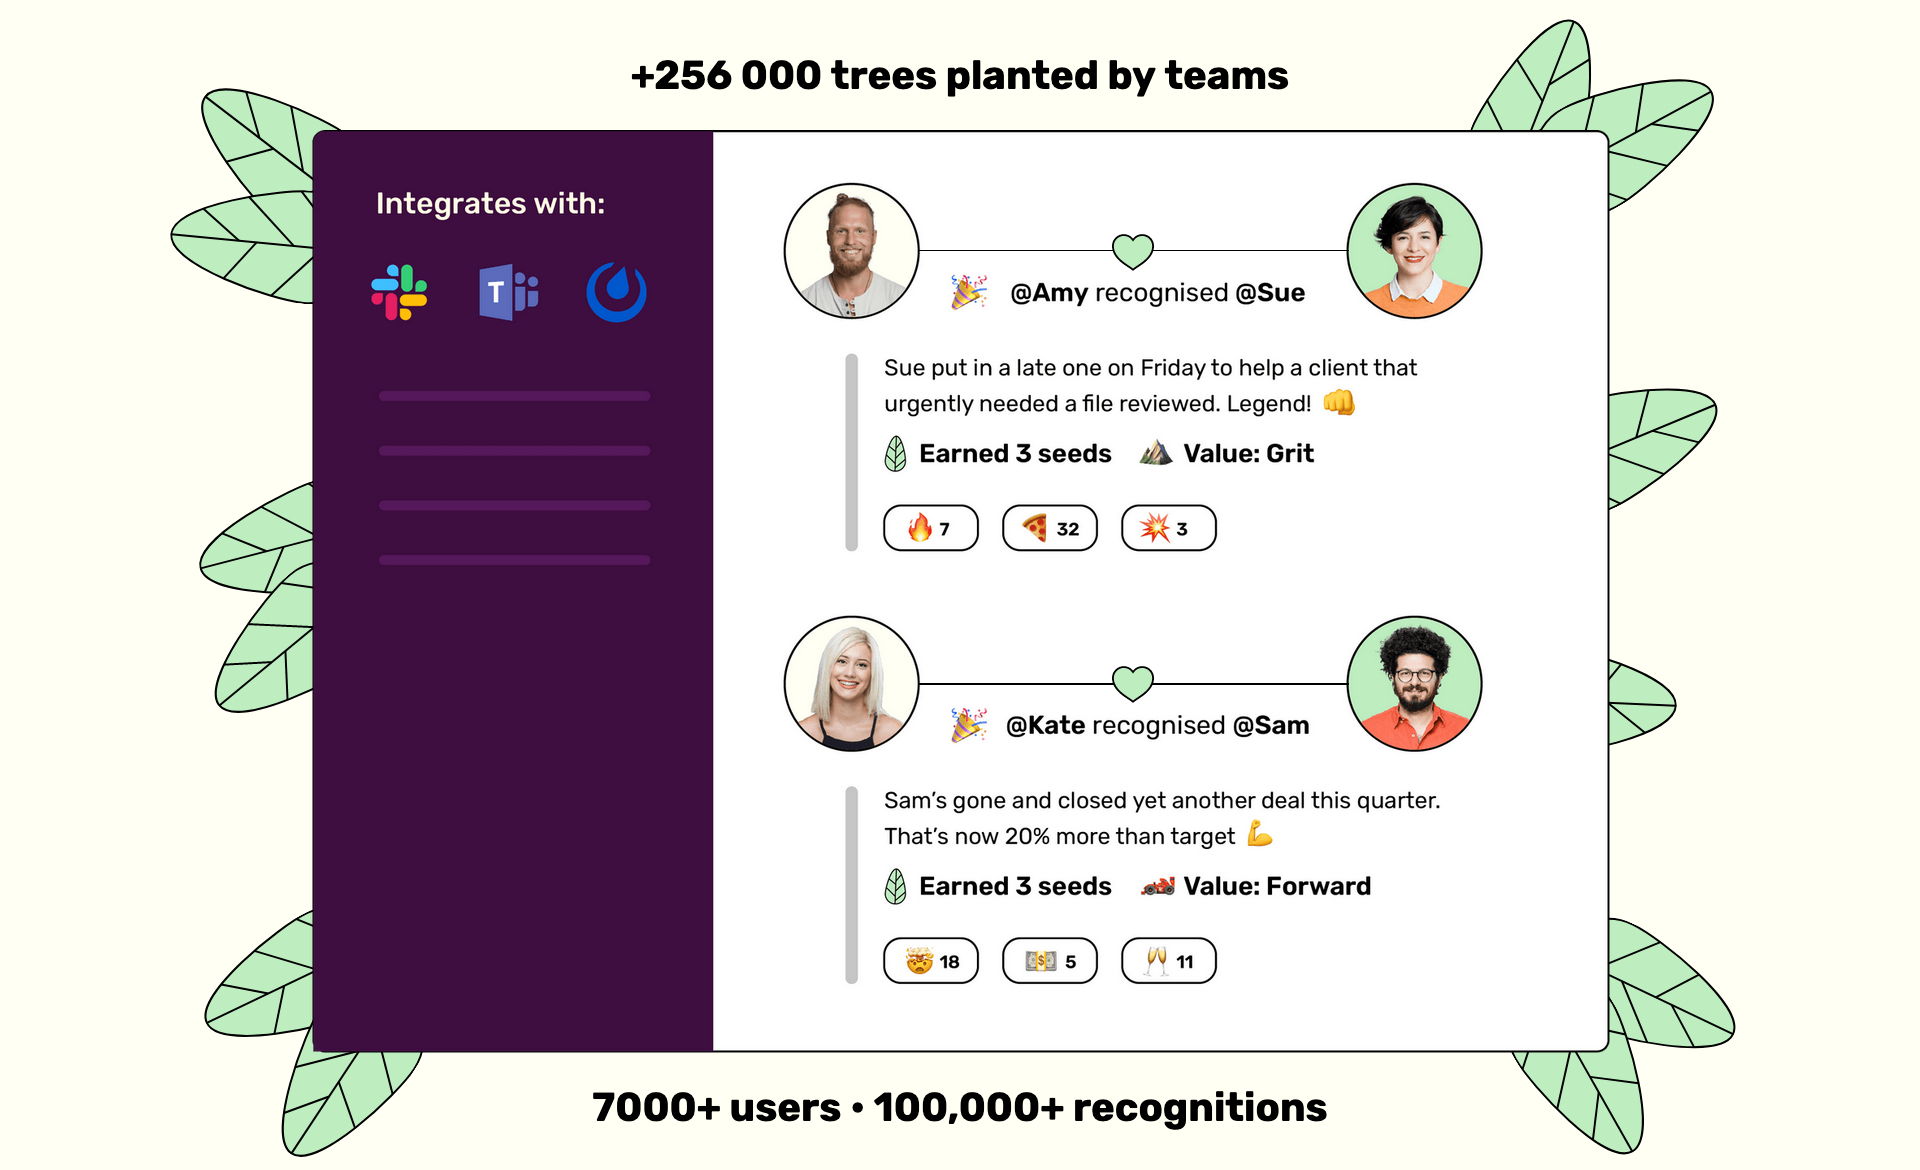 +256 000 trees planted by teams
Integrates with:
T
@Amy recognised @Sue
Sue put in a late one on Friday to help a client that
urgently needed a file reviewed. Legend! 👊
Earned 3 seeds Value: Grit
7 32 3
@Kate recognised @Sam
Sam’s gone and closed yet another deal this quarter.
That’s now 20% more than target 💪
Earned 3 seeds Value: Forward
18 5 11
7000+ users • 100,000+ recognitions